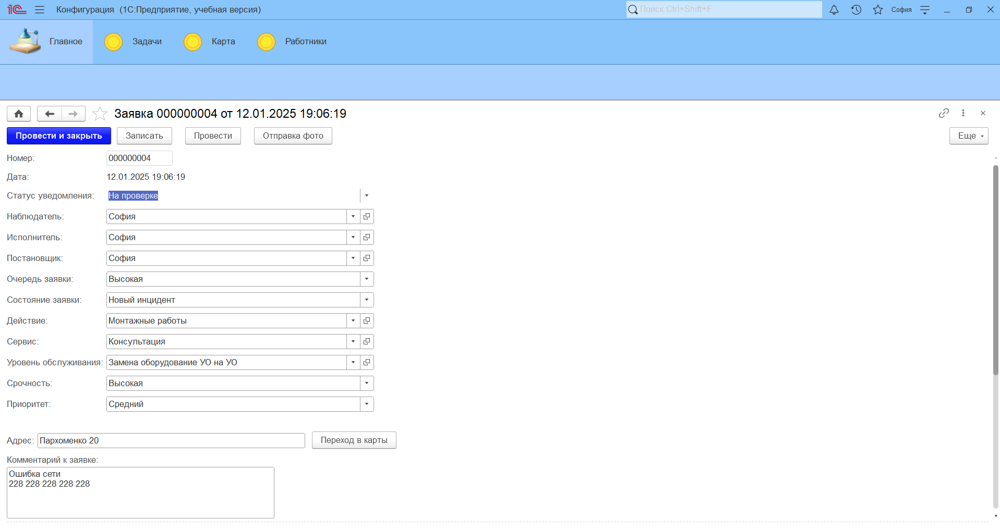 1С Конфигурация (1С:Предприятие, учебная версия) Поиск Ctrl+Shift+F София
Главное Задачи Карта Работники
Заявка 000000004 от 12.01.2025 19:06:19
Провести и закрыть Записать Провести Отправка фото Еще
Номер: 000000004
Дата: 12.01.2025 19:06:19
Статус уведомления: На проверке
Наблюдатель: София
Исполнитель: София
Постановщик: София
Очередь заявки: Высокая
Состояние заявки: Новый инцидент
Действие: Монтажные работы
Сервис: Консультация
Уровень обслуживания: Замена оборудование УО на УО
Срочность: Высокая
Приоритет: Средний
Адрес: Пархоменко 20 Переход в карты
Комментарий к заявке:
Ошибка сети
228 228 228 228 228